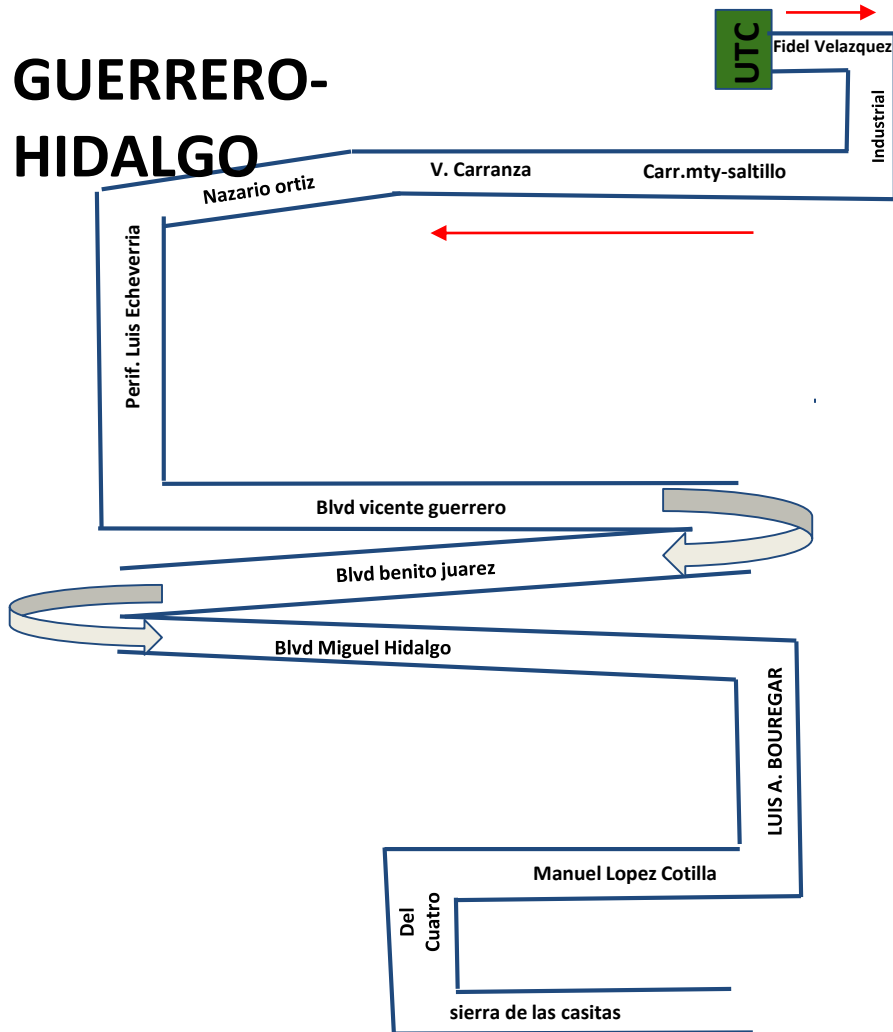 GUERRERO-
HIDALGO
UTC
Fidel Velazquez
Industrial
Carr.mty-saltillo
V. Carranza
Nazario ortiz
Perif. Luis Echeverria
Blvd vicente guerrero
Blvd benito juarez
Blvd Miguel Hidalgo
LUIS A. BOUREGAR
Manuel Lopez Cotilla
Del
Cuatro
sierra de las casitas